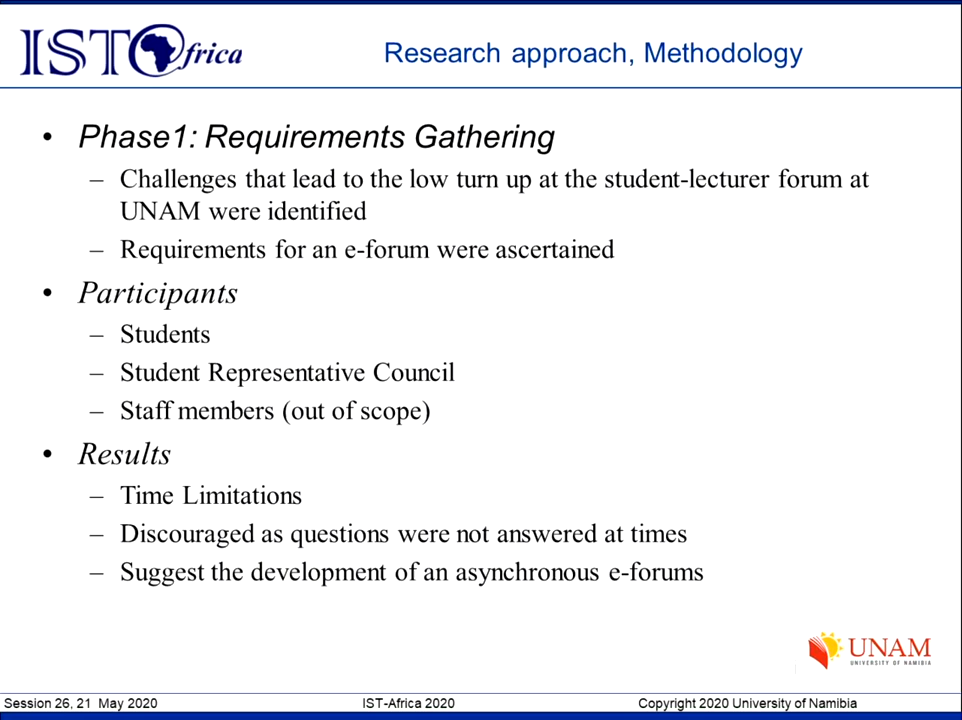 ISTAfrica
Research approach, Methodology
• Phase1: Requirements Gathering
– Challenges that lead to the low turn up at the student-lecturer forum at
UNAM were identified
– Requirements for an e-forum were ascertained
• Participants
– Students
– Student Representative Council
– Staff members (out of scope)
• Results
– Time Limitations
– Discouraged as questions were not answered at times
– Suggest the development of an asynchronous e-forums
UNAM
UNIVERSITY OF NAMIBIA
Session 26, 21 May 2020 IST-Africa 2020 Copyright 2020 University of Namibia